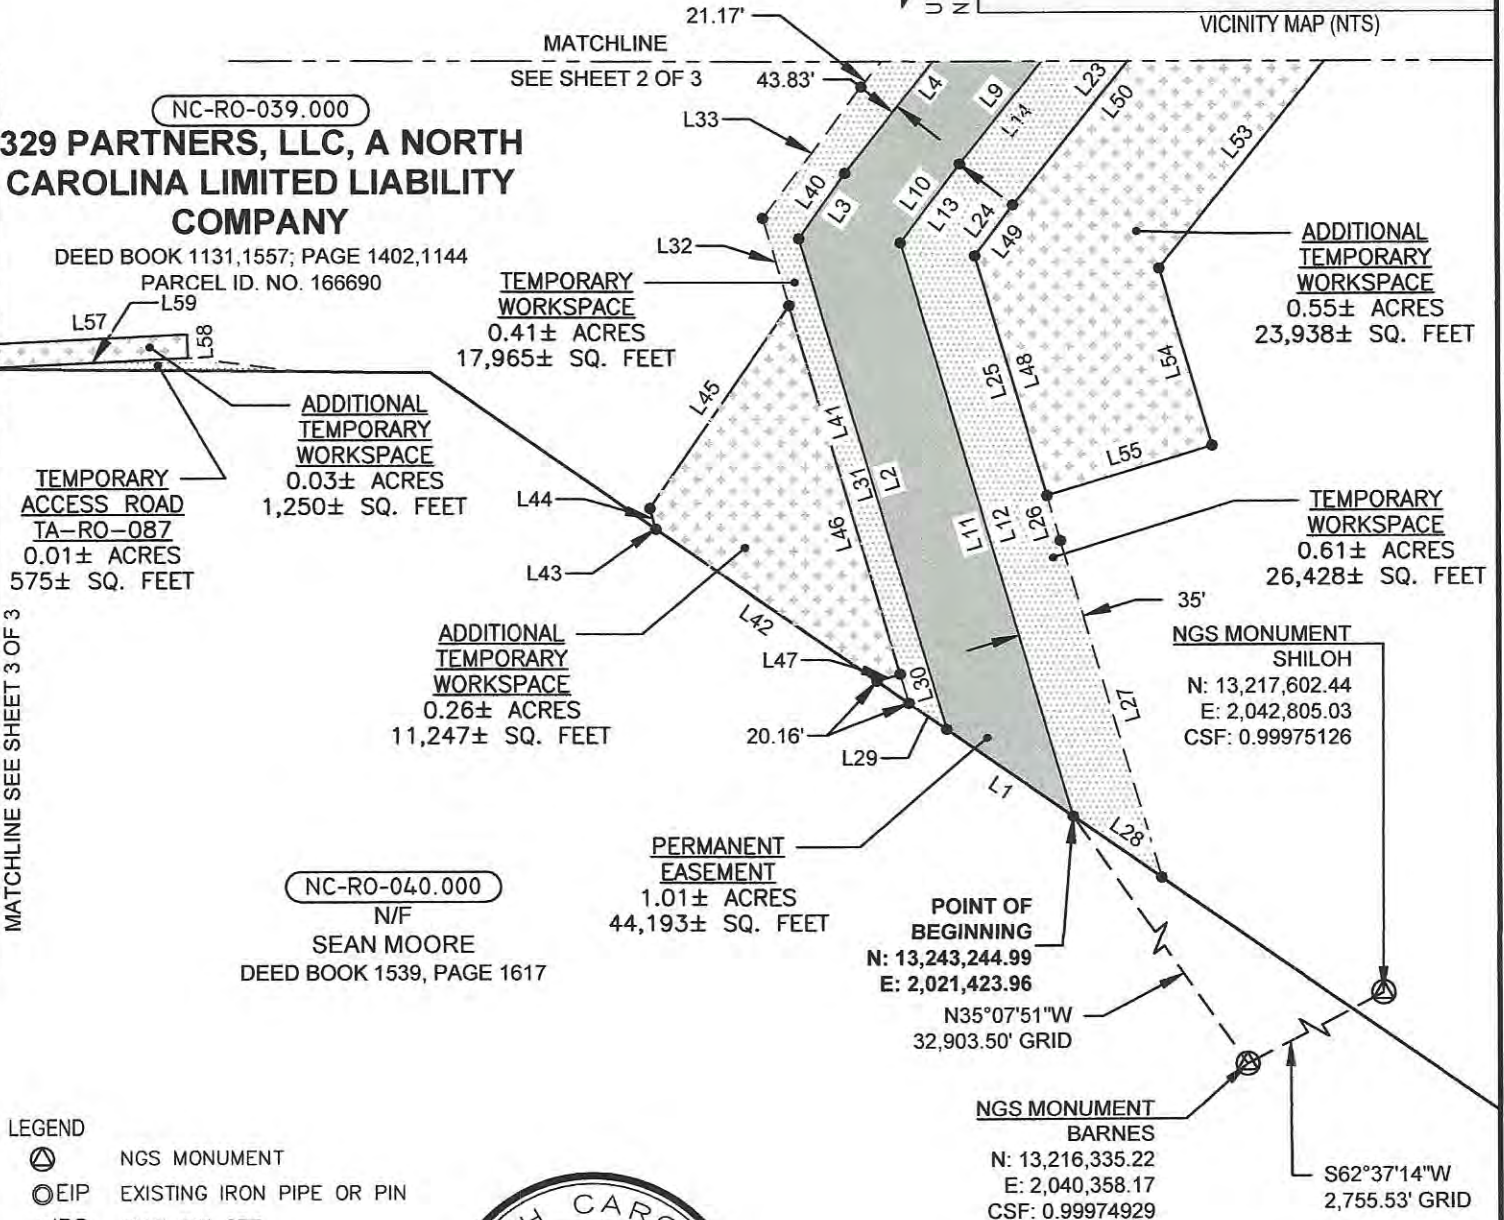 21.17'
VICINITY MAP (NTS)
MATCHLINE
SEE SHEET 2 OF 3
43.83'
L4
L9
L23
L50
L14
L53
L33
NC-RO-039.000
329 PARTNERS, LLC, A NORTH
CAROLINA LIMITED LIABILITY
COMPANY
DEED BOOK 1131,1557; PAGE 1402,1144
PARCEL ID. NO. 166690
L40
L3
L10
L13
L24
L49
L32
TEMPORARY
WORKSPACE
0.41± ACRES
17,965± SQ. FEET
ADDITIONAL
TEMPORARY
WORKSPACE
0.55± ACRES
23,938± SQ. FEET
L59
L57
L58
L45
L41
L31
L2
L46
L25
L48
L54
L55
ADDITIONAL
TEMPORARY
WORKSPACE
0.03± ACRES
1,250± SQ. FEET
TEMPORARY
ACCESS ROAD
TA-RO-087
0.01± ACRES
575± SQ. FEET
L44
L43
L42
L11
L12
L26
TEMPORARY
WORKSPACE
0.61± ACRES
26,428± SQ. FEET
35'
MATCHLINE SEE SHEET 3 OF 3
ADDITIONAL
TEMPORARY
WORKSPACE
0.26± ACRES
11,247± SQ. FEET
L47
L30
20.16'
L29
L1
L27
L28
NGS MONUMENT
SHILOH
N: 13,217,602.44
E: 2,042,805.03
CSF: 0.99975126
PERMANENT
EASEMENT
1.01± ACRES
44,193± SQ. FEET
NC-RO-040.000
N/F
SEAN MOORE
DEED BOOK 1539, PAGE 1617
POINT OF
BEGINNING
N: 13,243,244.99
E: 2,021,423.96
N35°07'51"W
32,903.50' GRID
NGS MONUMENT
BARNES
N: 13,216,335.22
E: 2,040,358.17
CSF: 0.99974929
S62°37'14"W
2,755.53' GRID
LEGEND
NGS MONUMENT
EIP EXISTING IRON PIPE OR PIN